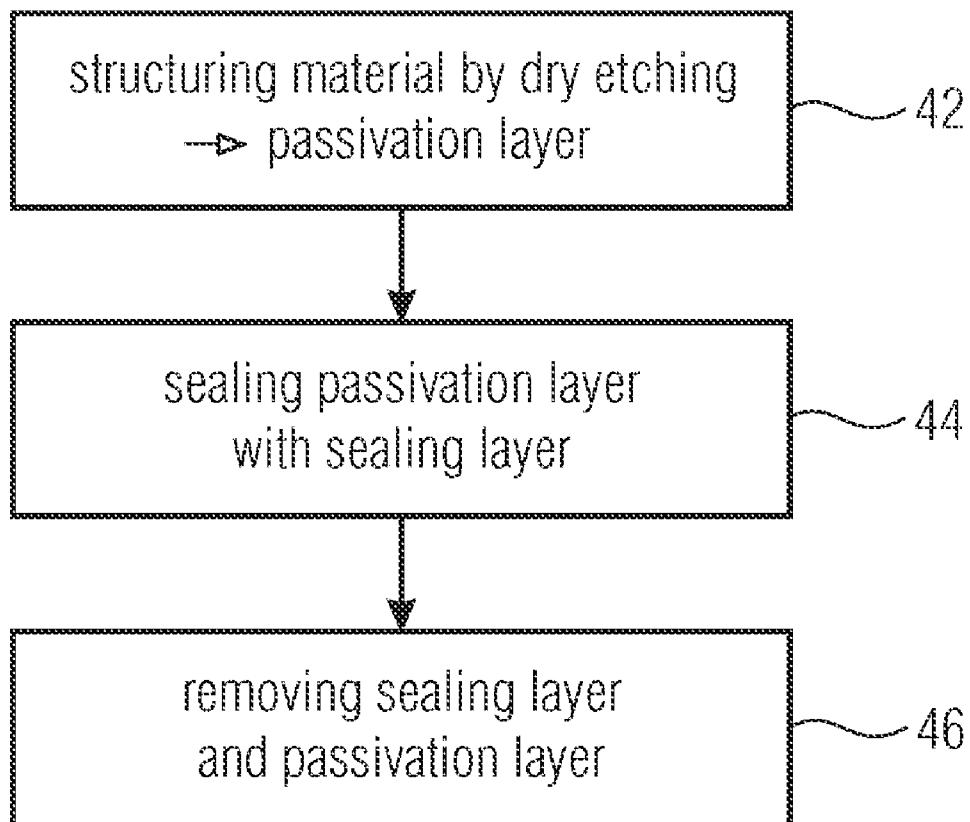 structuring material by dry etching
→ passivation layer
42
sealing passivation layer
with sealing layer
44
removing sealing layer
and passivation layer
46